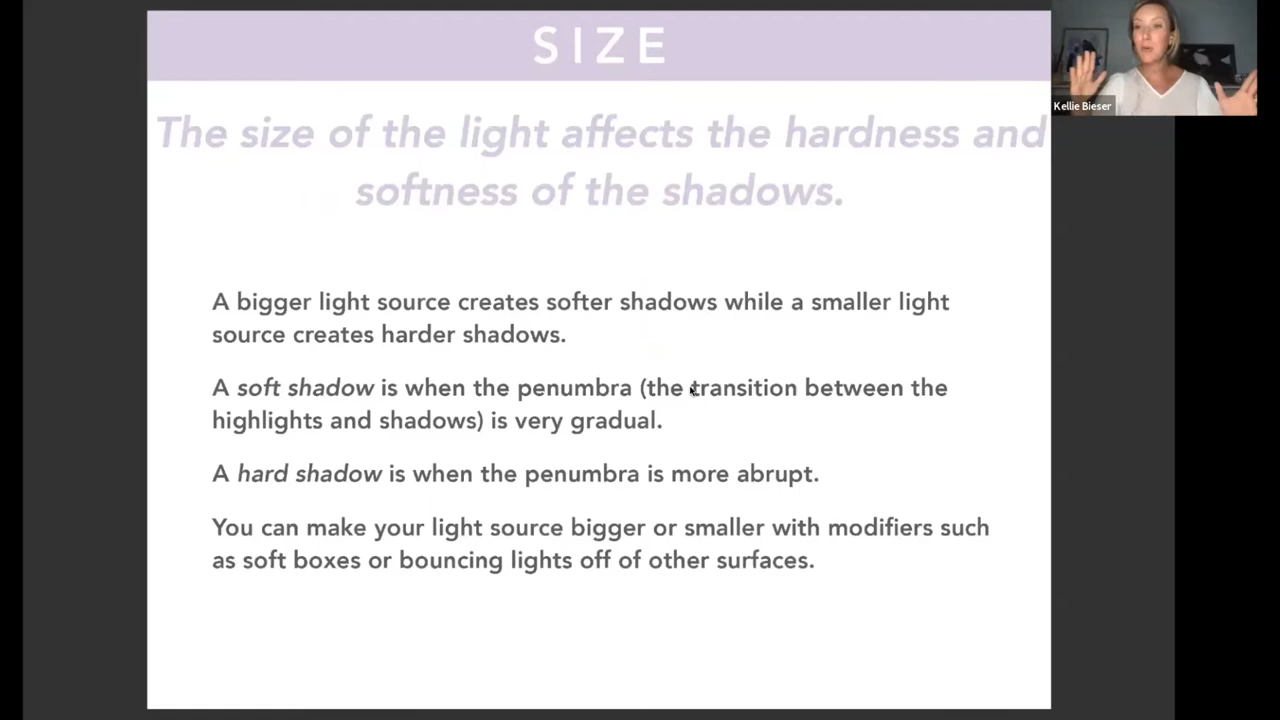 SIZE
The size of the light affects the hardness and
softness of the shadows.
A bigger light source creates softer shadows while a smaller light
source creates harder shadows.
A soft shadow is when the penumbra (the transition between the
highlights and shadows) is very gradual.
A hard shadow is when the penumbra is more abrupt.
You can make your light source bigger or smaller with modifiers such
as soft boxes or bouncing lights off of other surfaces.
Kellie Bieser